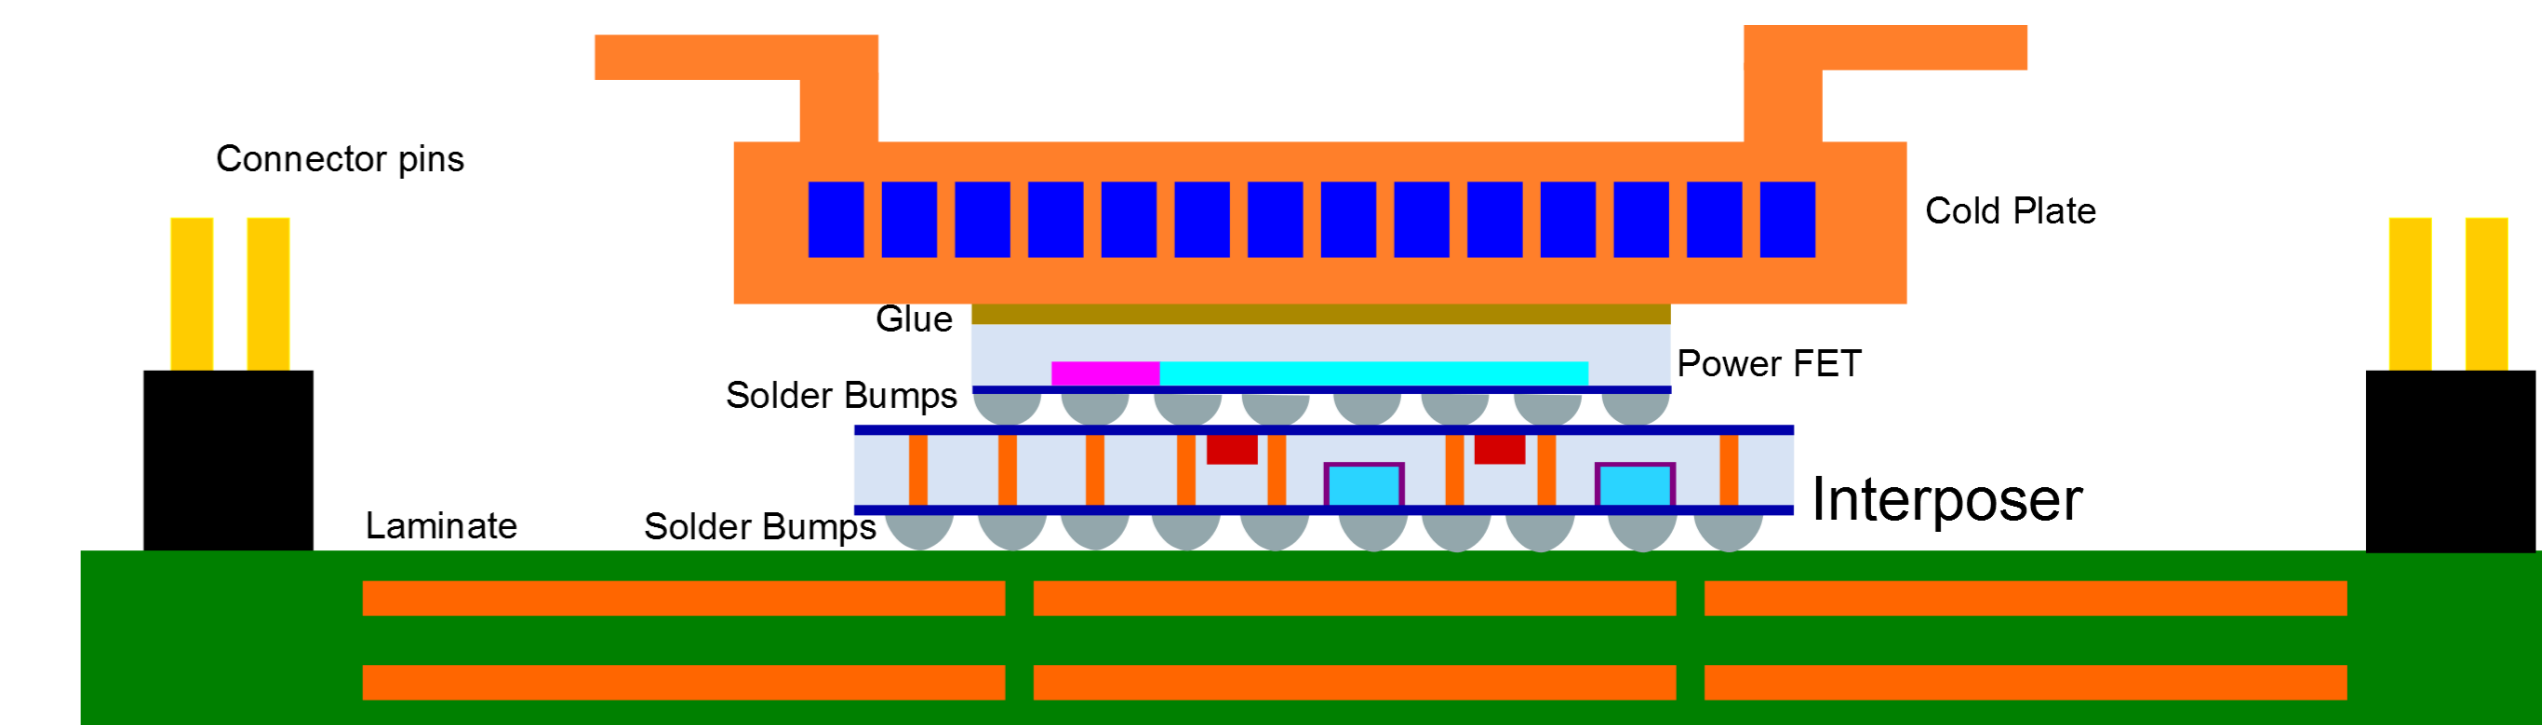 Connector pins
Cold Plate
Glue
Power FET
Solder Bumps
Interposer
Laminate
Solder Bumps